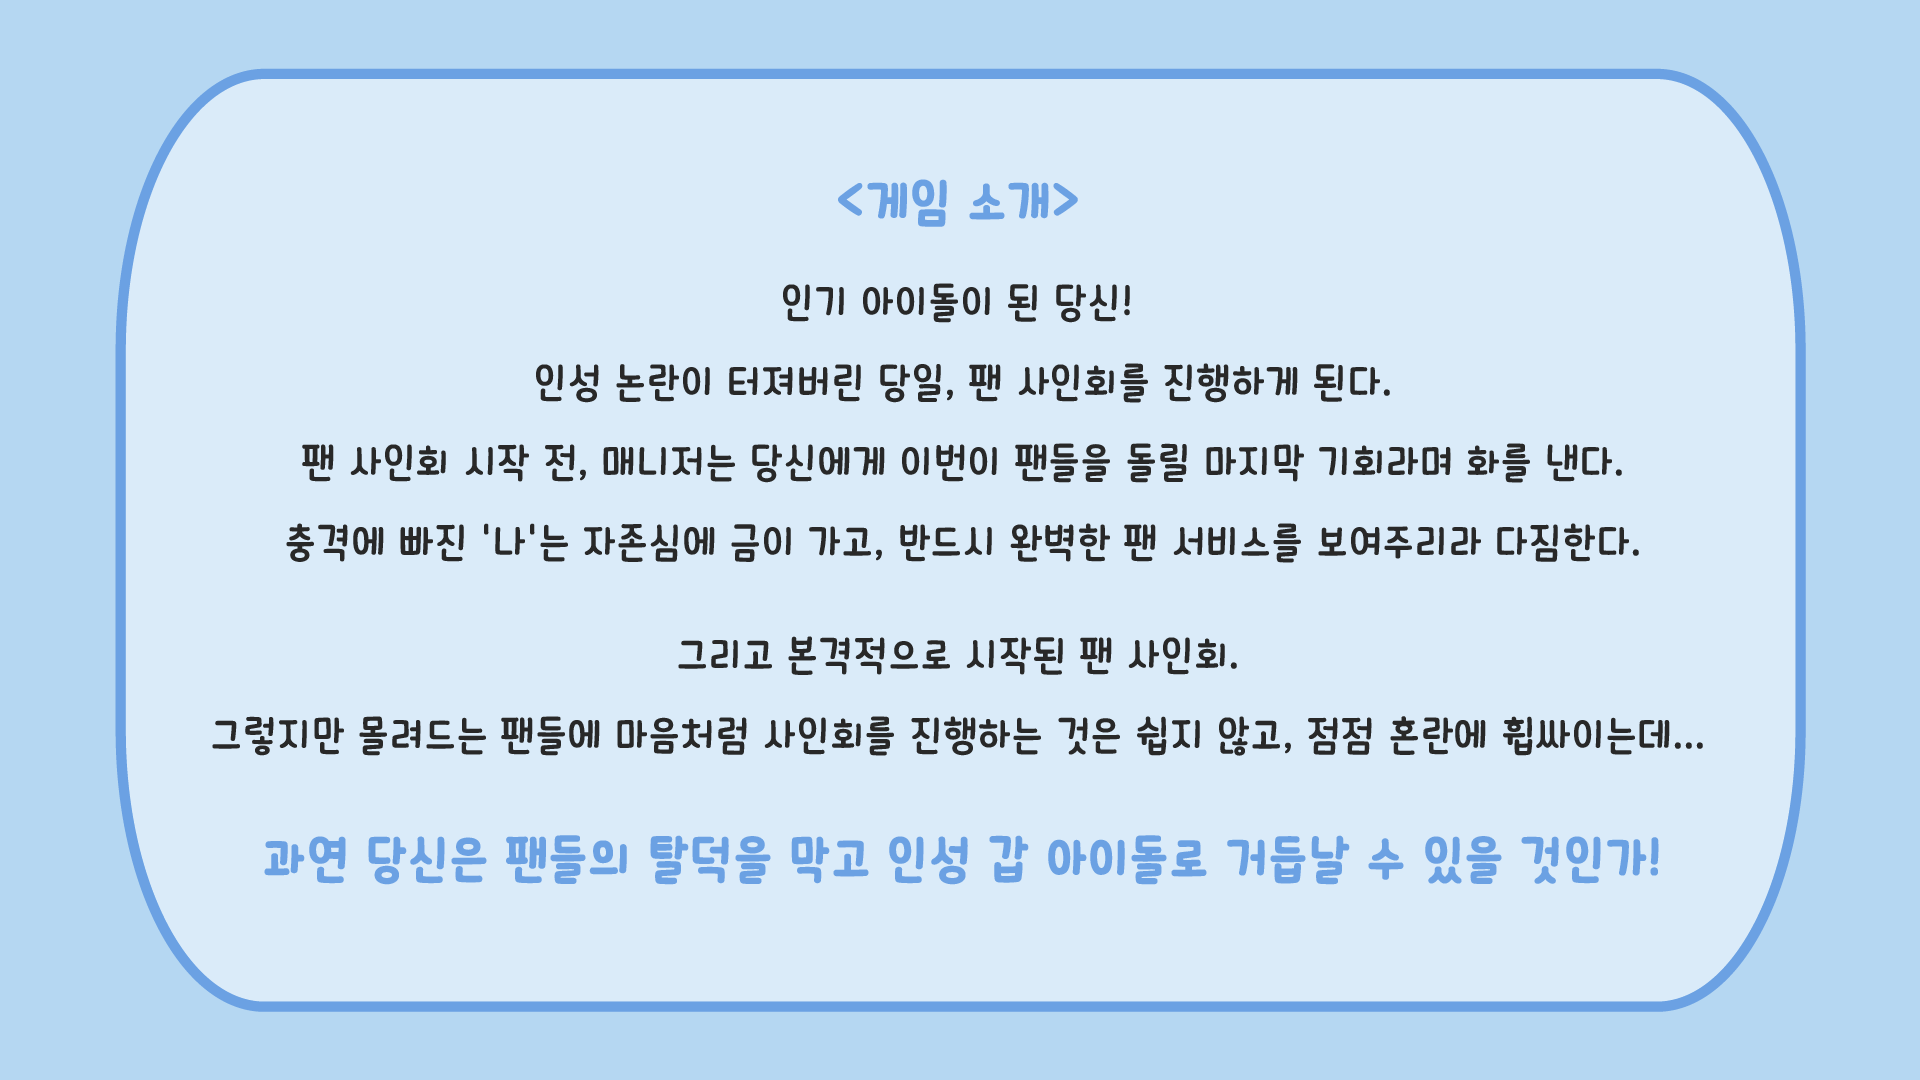 <게임 소개>
인기 아이돌이 된 당신!
인성 논란이 터져버린 당일, 팬 사인회를 진행하게 된다.
팬 사인회 시작 전, 매니저는 당신에게 이번이 팬들을 돌릴 마지막 기회라며 화를 낸다.
충격에 빠진 '나'는 자존심에 금이 가고, 반드시 완벽한 팬 서비스를 보여주리라 다짐한다.
그리고 본격적으로 시작된 팬 사인회.
그렇지만 몰려드는 팬들에 마음처럼 사인회를 진행하는 것은 쉽지 않고, 점점 혼란에 휩싸이는데...
과연 당신은 팬들의 탈덕을 막고 인성 갑 아이돌로 거듭날 수 있을 것인가!